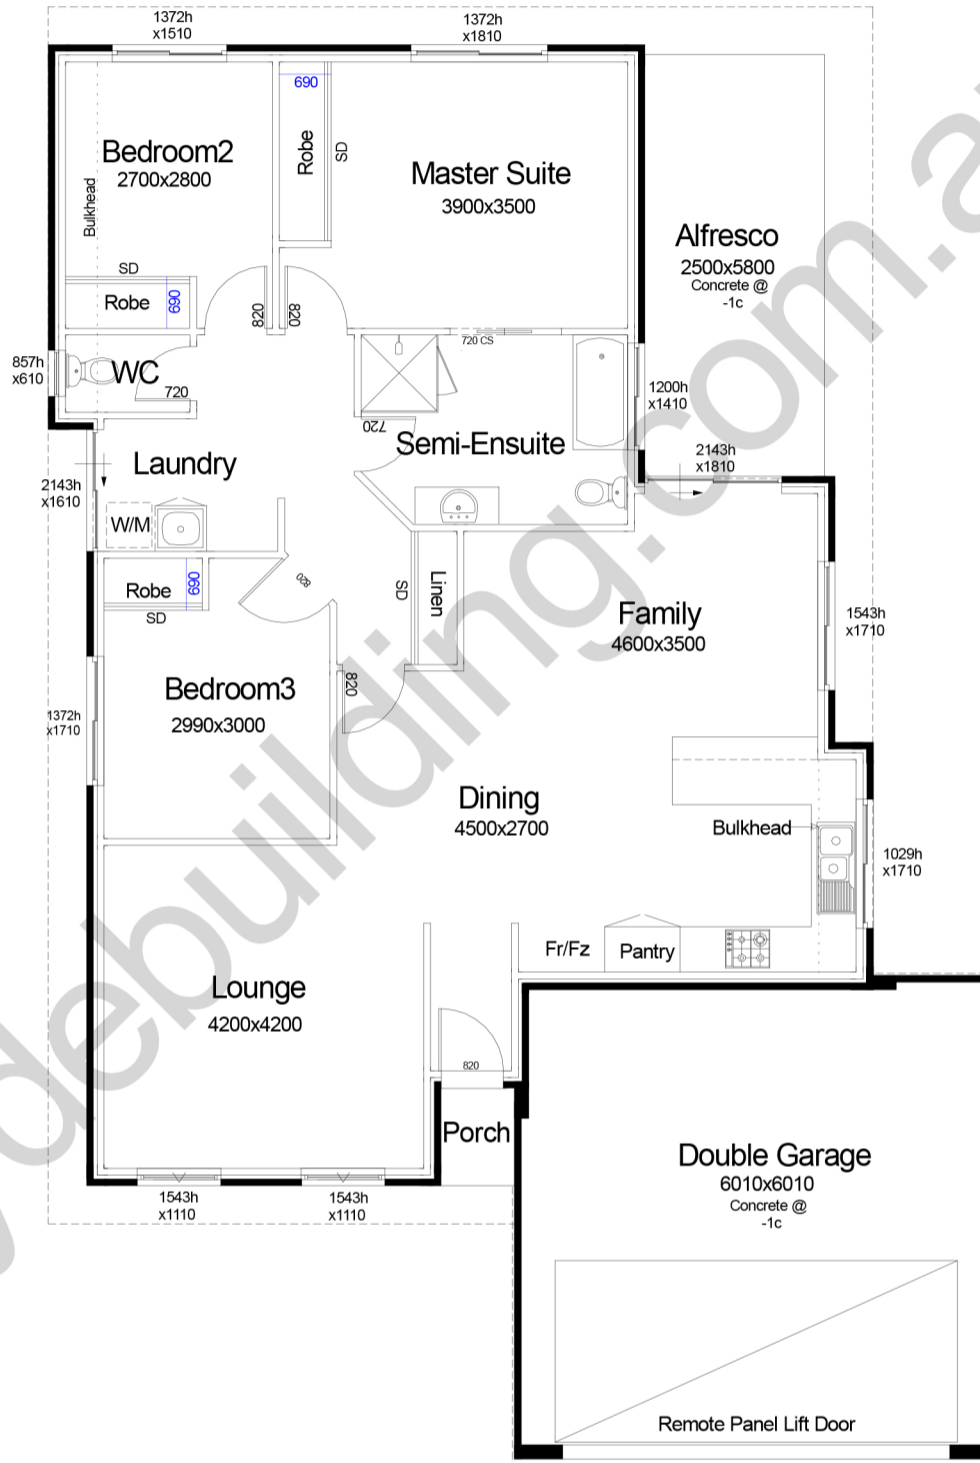 1372h
x1510
1372h
x1810
690
Bedroom2
2700x2800
Robe
SD
Master Suite
3900x3500
Bulkhead
Alfresco
2500x5800
Concrete @
-1c
SD
Robe
690
820
820
720 CS
857h
x610
WC
720
1200h
x1410
720
Semi-Ensuite
Laundry
2143h
x1810
2143h
x1610
W/M
Robe
690
SD
820
SD
Linen
Family
4600x3500
1543h
x1710
Bedroom3
2990x3000
820
1372h
x1710
Dining
4500x2700
Bulkhead
1029h
x1710
Fr/Fz
Pantry
Lounge
4200x4200
820
Porch
Double Garage
6010x6010
Concrete @
-1c
1543h
x1110
1543h
x1110
Remote Panel Lift Door
debuilding.com.a